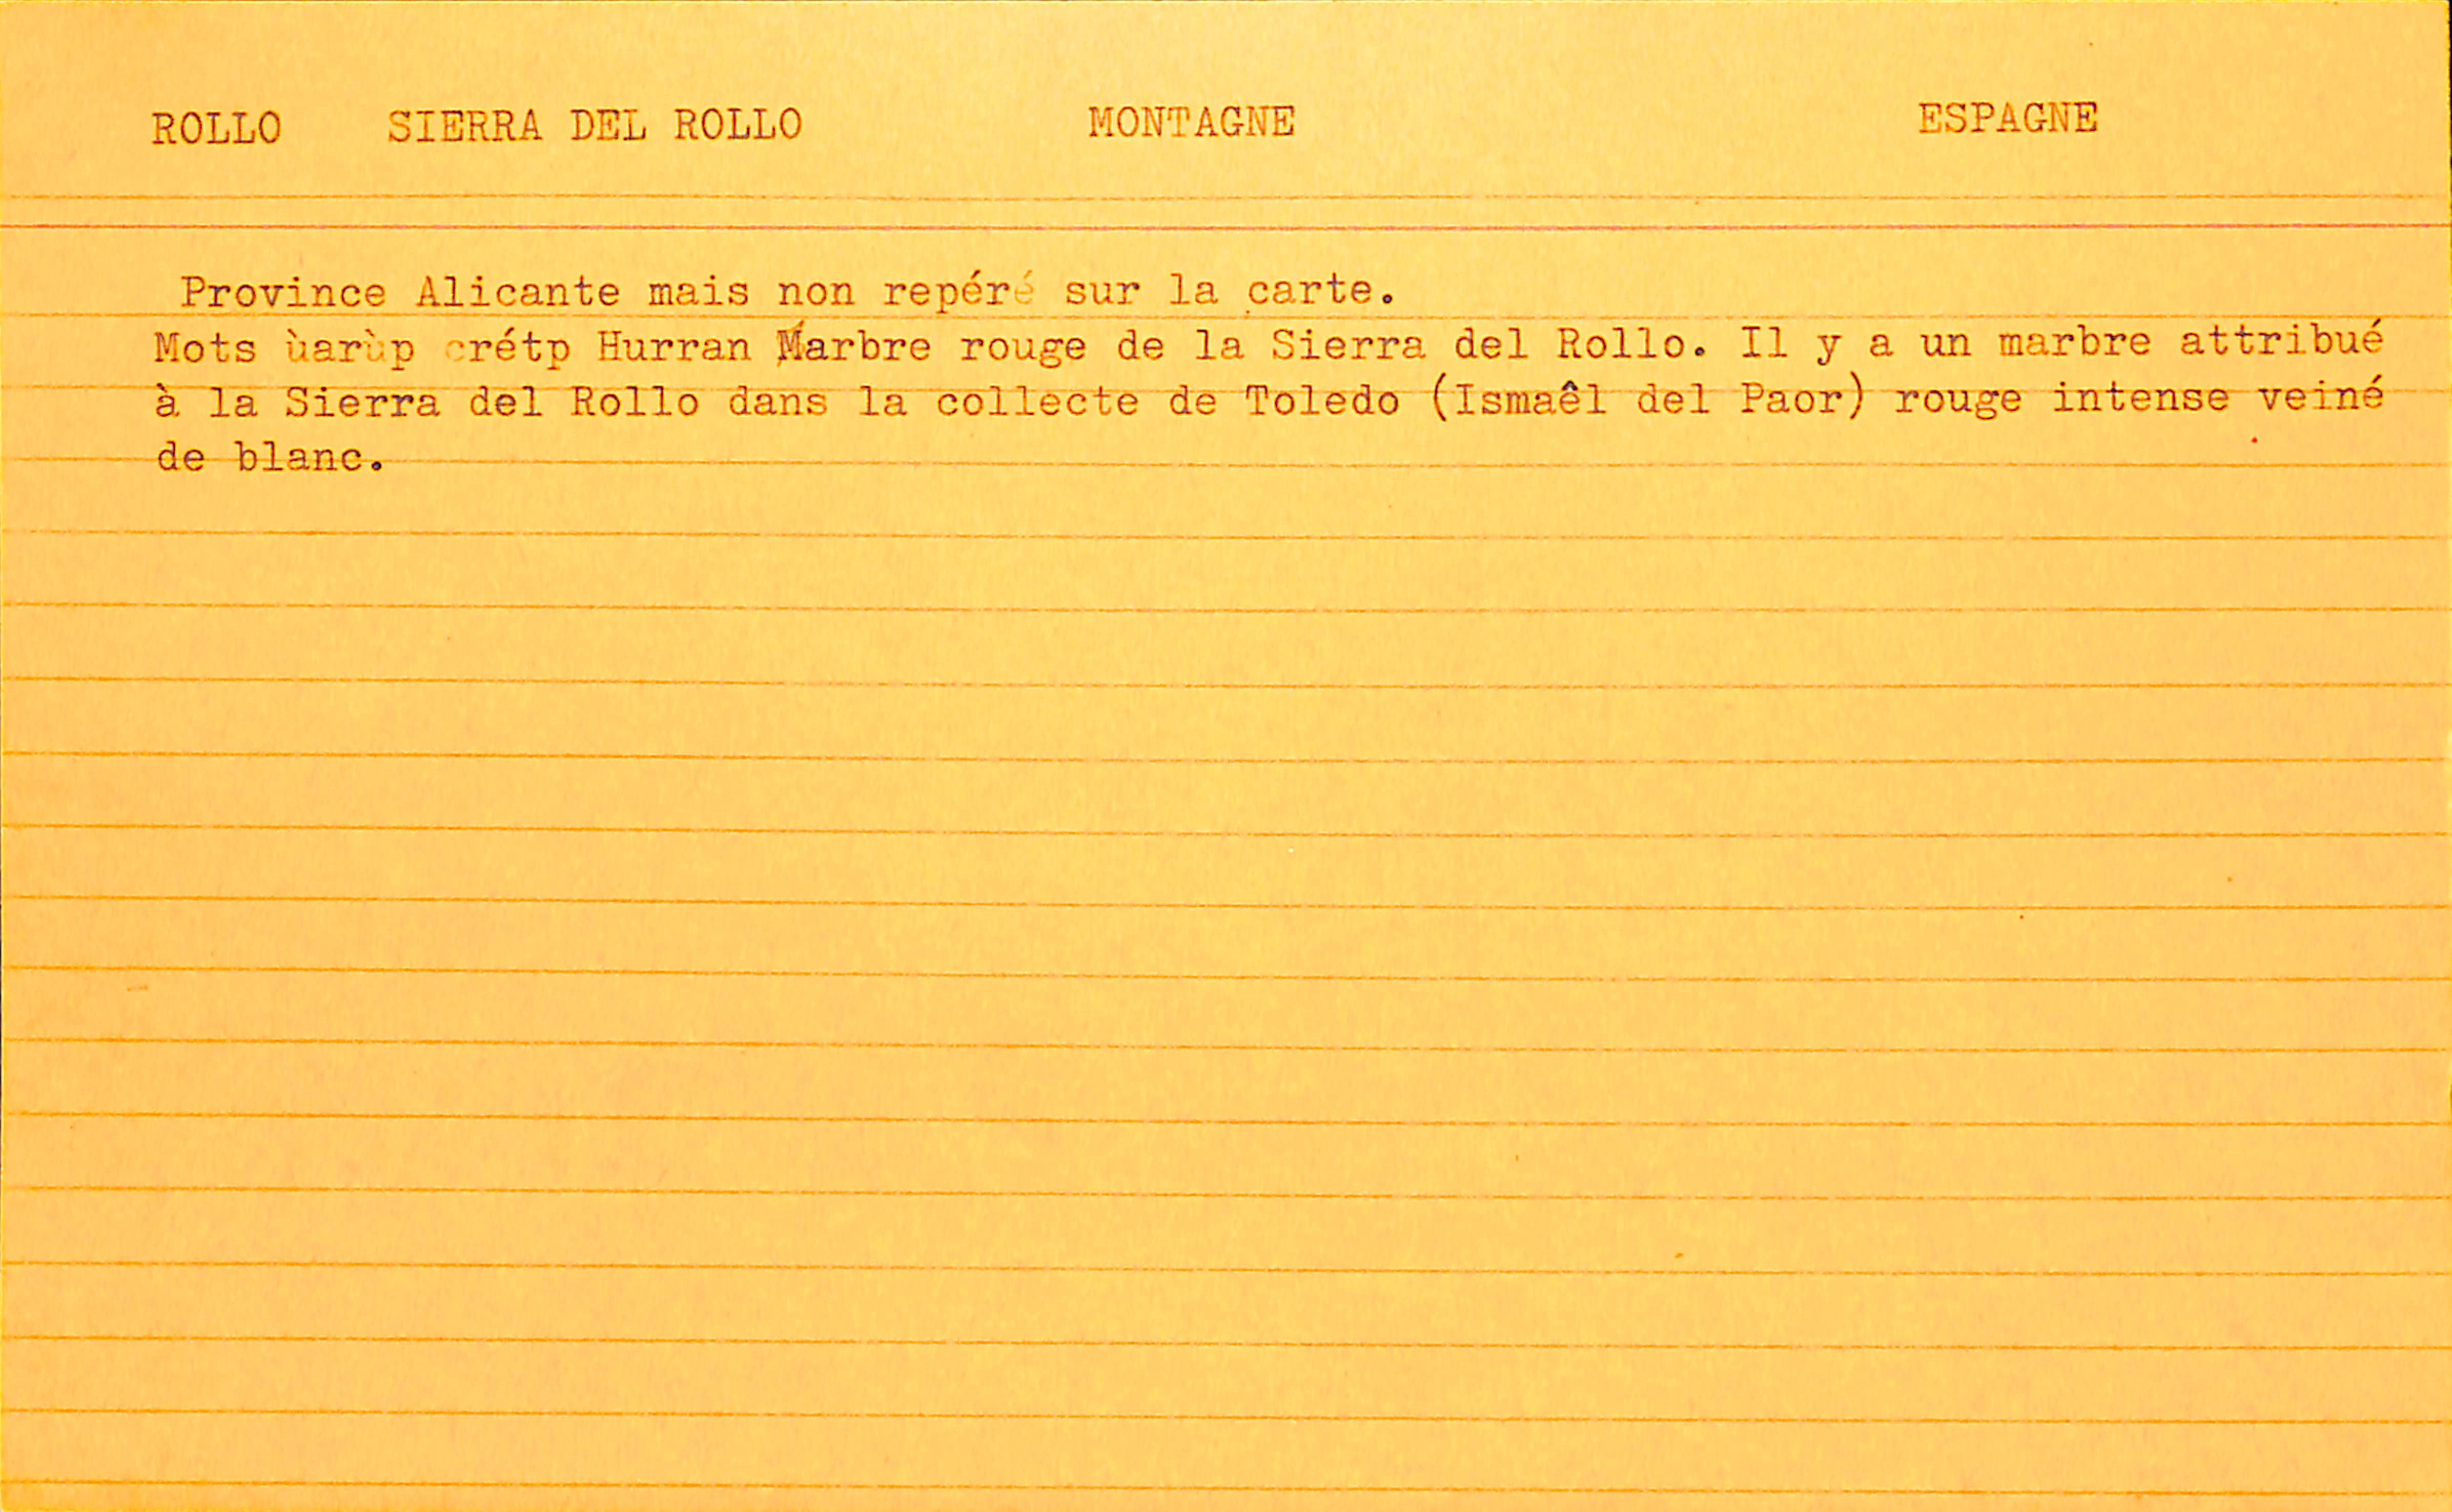 ROLLO SIERRA DEL ROLLO MONTAGNE ESPAGNE
Province Alicante mais non repéré sur la carte.
Mots ùarùp crétp Hurran Marbre rouge de la Sierra del Rollo. Il y a un marbre attribué
à la Sierra del Rollo dans la collecte de Toledo (Ismaêl del Paor) rouge intense veiné
de blanc.